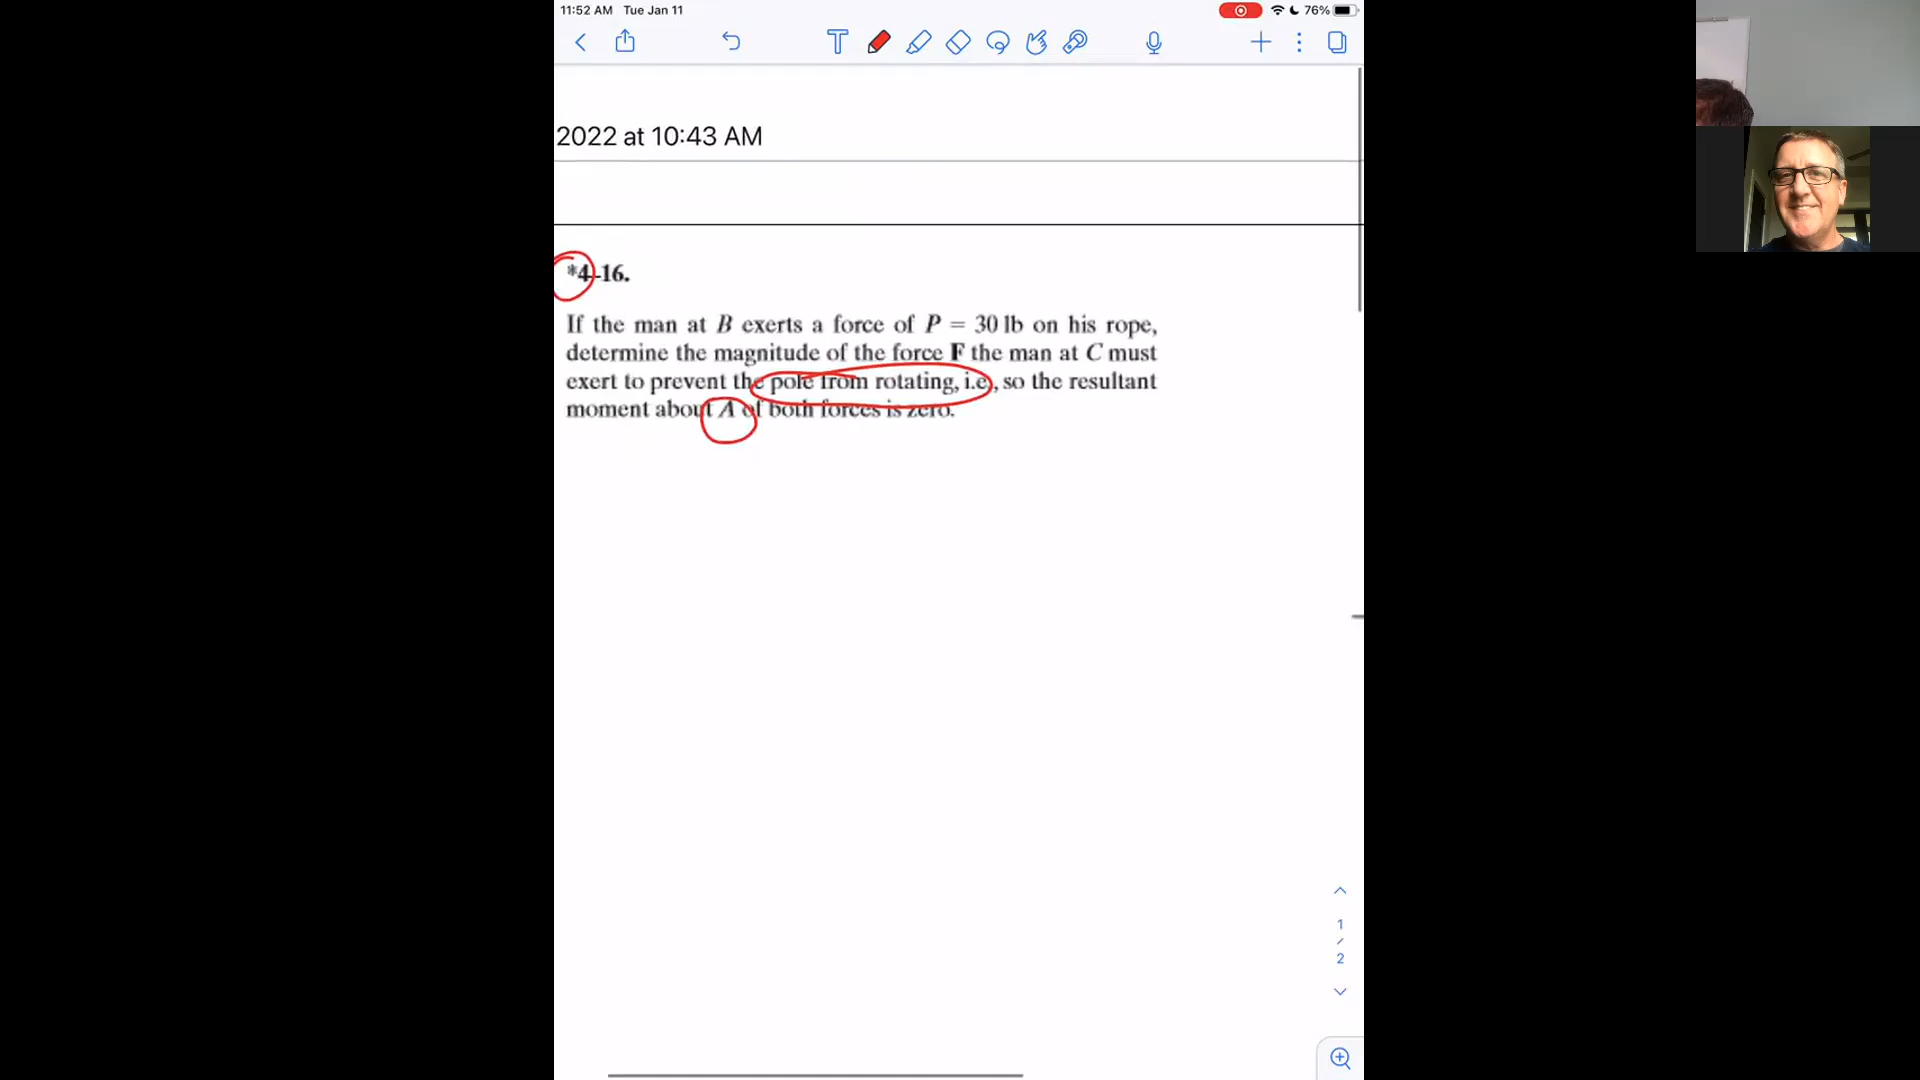 11:52 AM Tue Jan 11
76%
2022 at 10:43 AM
*4-16.
If the man at B exerts a force of P = 30 lb on his rope,
determine the magnitude of the force F the man at C must
exert to prevent the pole from rotating, i.e., so the resultant
moment about A of both forces is zero.
1
/
2